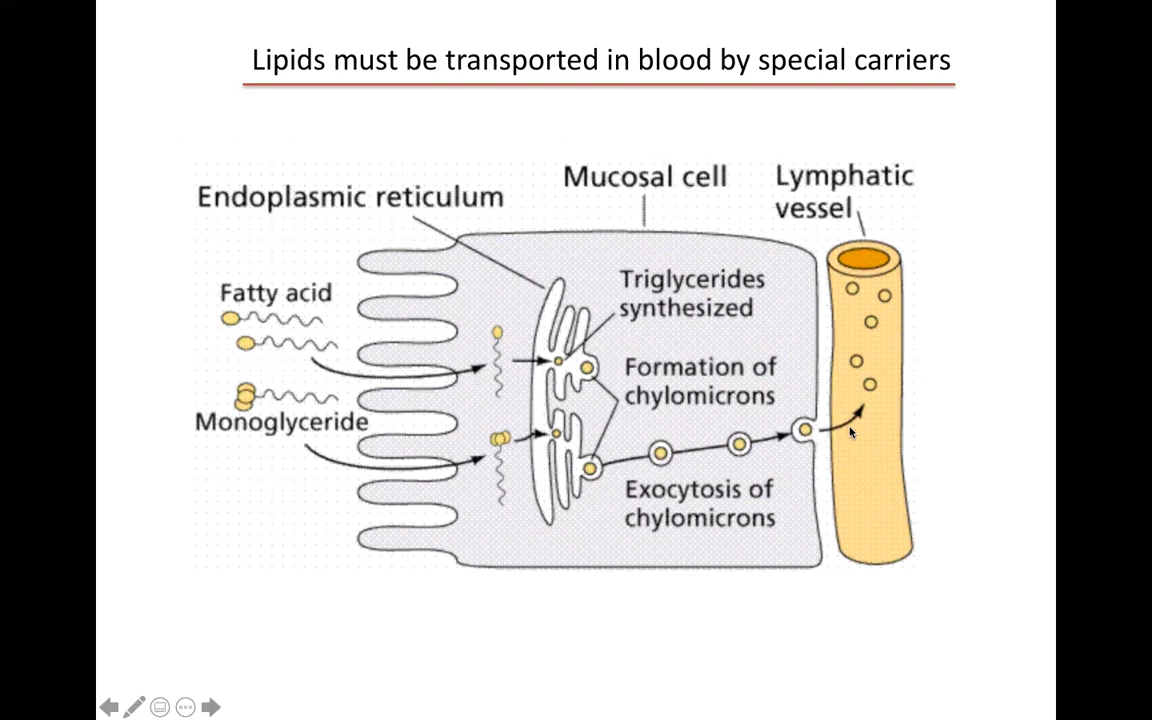 Lipids must be transported in blood by special carriers
Endoplasmic reticulum
Mucosal cell
Lymphatic
vessel
Fatty acid
Triglycerides
synthesized
Formation of
chylomicrons
Monoglyceride
Exocytosis of
chylomicrons